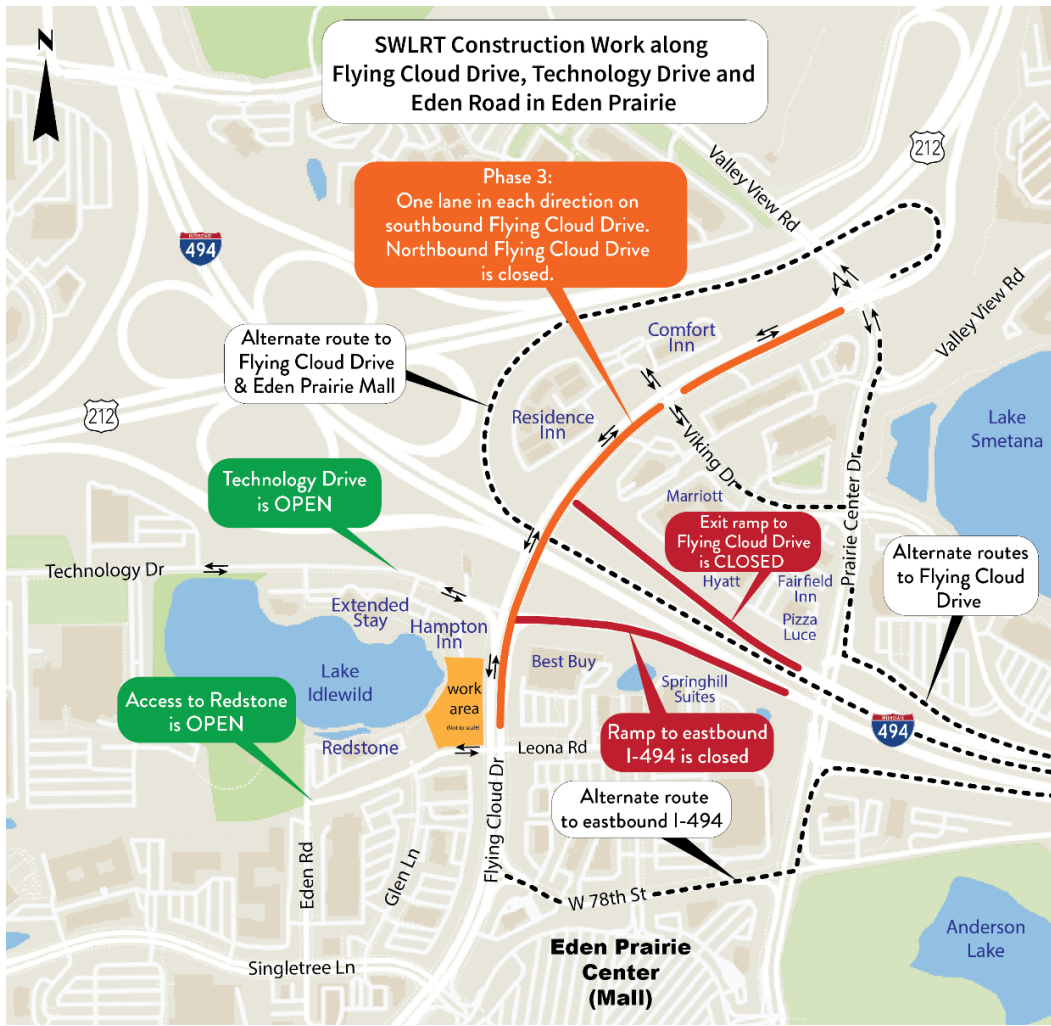 N
SWLRT Construction Work along
Flying Cloud Drive, Technology Drive and
Eden Road in Eden Prairie
212
Valley View Rd
Phase 3:
One lane in each direction on
southbound Flying Cloud Drive.
Northbound Flying Cloud Drive
is closed.
INTERSTATE
494
Valley View Rd
Comfort
Inn
Alternate route to
Flying Cloud Drive
& Eden Prairie Mall
212
Residence
Inn
Lake
Smetana
Viking Dr
Technology Drive
is OPEN
Marriott
Prairie Center Dr
Exit ramp to
Flying Cloud Drive
is CLOSED
Alternate routes
to Flying Cloud
Drive
Technology Dr
Hyatt
Fairfield
Inn
Extended
Stay
Hampton
Inn
Pizza
Luce
Best Buy
Lake
Idlewild
work
area
(Not to scale)
Springhill
Suites
Access to Redstone
is OPEN
INTERSTATE
494
Ramp to eastbound
I-494 is closed
Redstone
Leona Rd
Flying Cloud Dr
Alternate route
to eastbound I-494
Eden Rd
Glen Ln
W 78th St
Anderson
Lake
Eden Prairie
Center
(Mall)
Singletree Ln